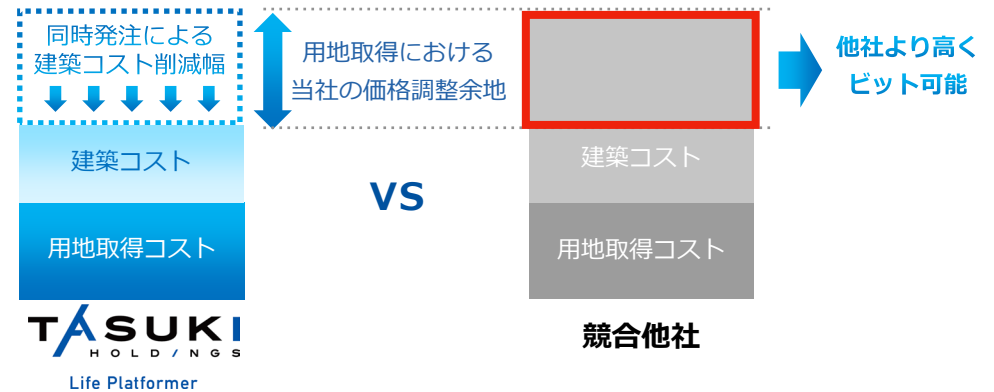 同時発注による
建築コスト削減幅
用地取得における
当社の価格調整余地
他社より高く
ビット可能
建築コスト
用地取得コスト
VS
建築コスト
用地取得コスト
TASUKI
HOLDINGS
Life Platformer
競合他社